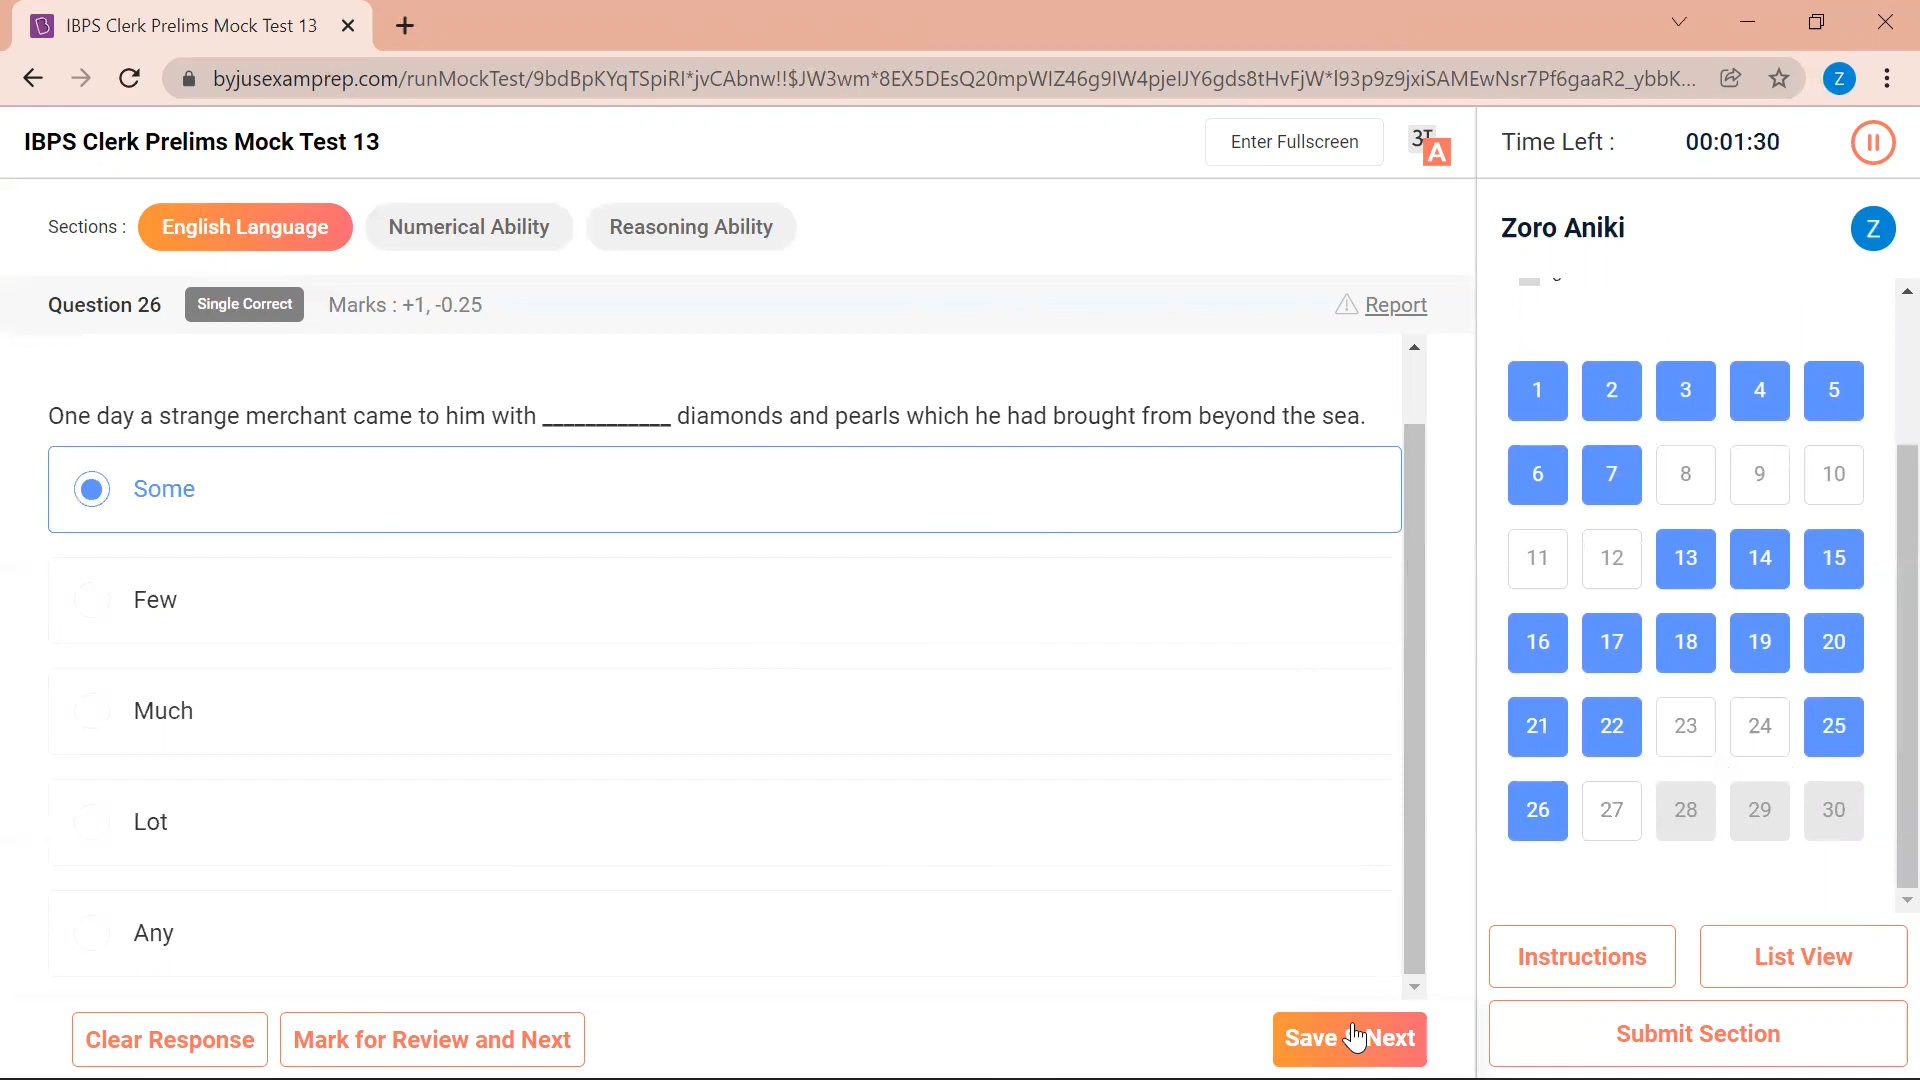 IBPS Clerk Prelims Mock Test 13
byjusexamprep.com/runMockTest/9bdBpKYqTSpiRI*jvCAbnw!!$JW3wm*8EX5DEsQ20mpWIZ46g9IW4pjeIJY6gds8tHvFjW*l93p9z9jxiSAMEwNsr7Pf6gaaR2_ybbK...
Z
IBPS Clerk Prelims Mock Test 13
Enter Fullscreen
A
Time Left :
00:01:30
Sections :
English Language
Numerical Ability
Reasoning Ability
Zoro Aniki
Z
Question 26
Single Correct
Marks : +1, -0.25
Report
One day a strange merchant came to him with ____________ diamonds and pearls which he had brought from beyond the sea.
Some
Few
Much
Lot
Any
1 2 3 4 5
6 7 8 9 10
11 12 13 14 15
16 17 18 19 20
21 22 23 24 25
26 27 28 29 30
Instructions
List View
Clear Response
Mark for Review and Next
Save Next
Submit Section